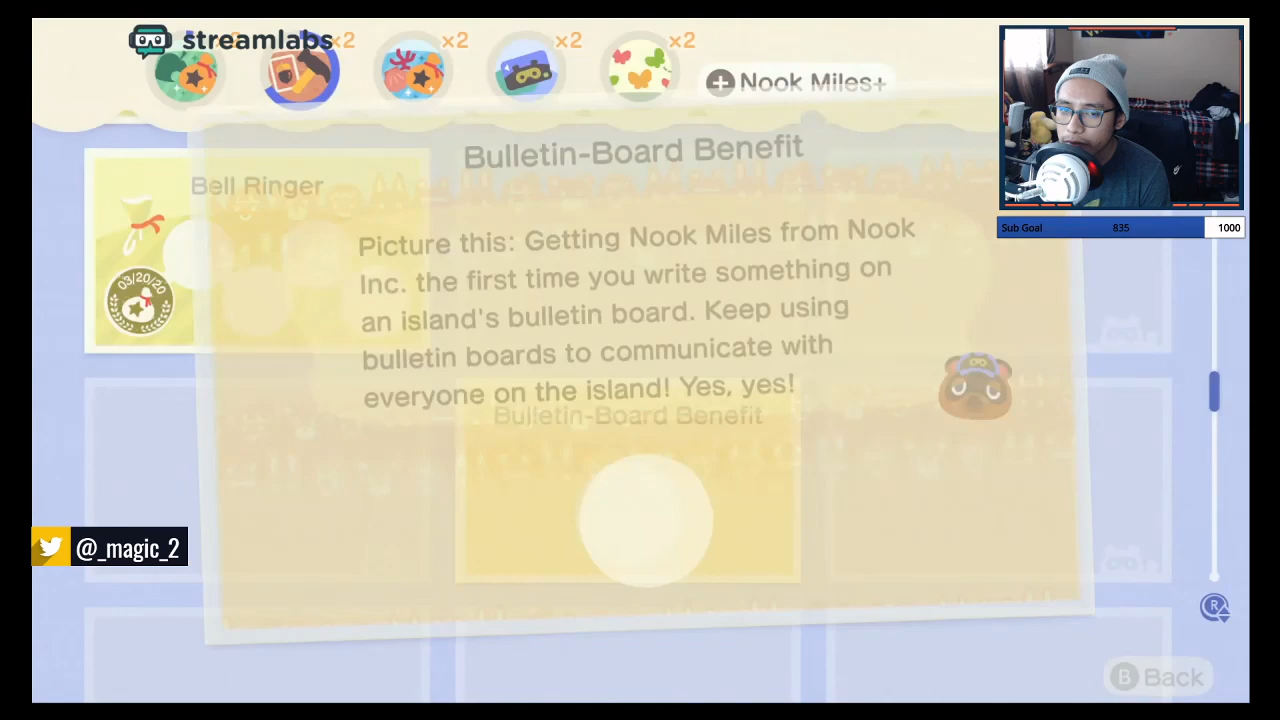 streamlabs
×2
×2
×2
×2
×2
Nook Miles+
Bulletin-Board Benefit
Bell Ringer
03/20/20
Picture this: Getting Nook Miles from Nook
Inc. the first time you write something on
an island's bulletin board. Keep using
bulletin boards to communicate with
everyone on the island! Yes, yes!
Bulletin-Board Benefit
Sub Goal 835 1000
@_magic_2
R
B Back